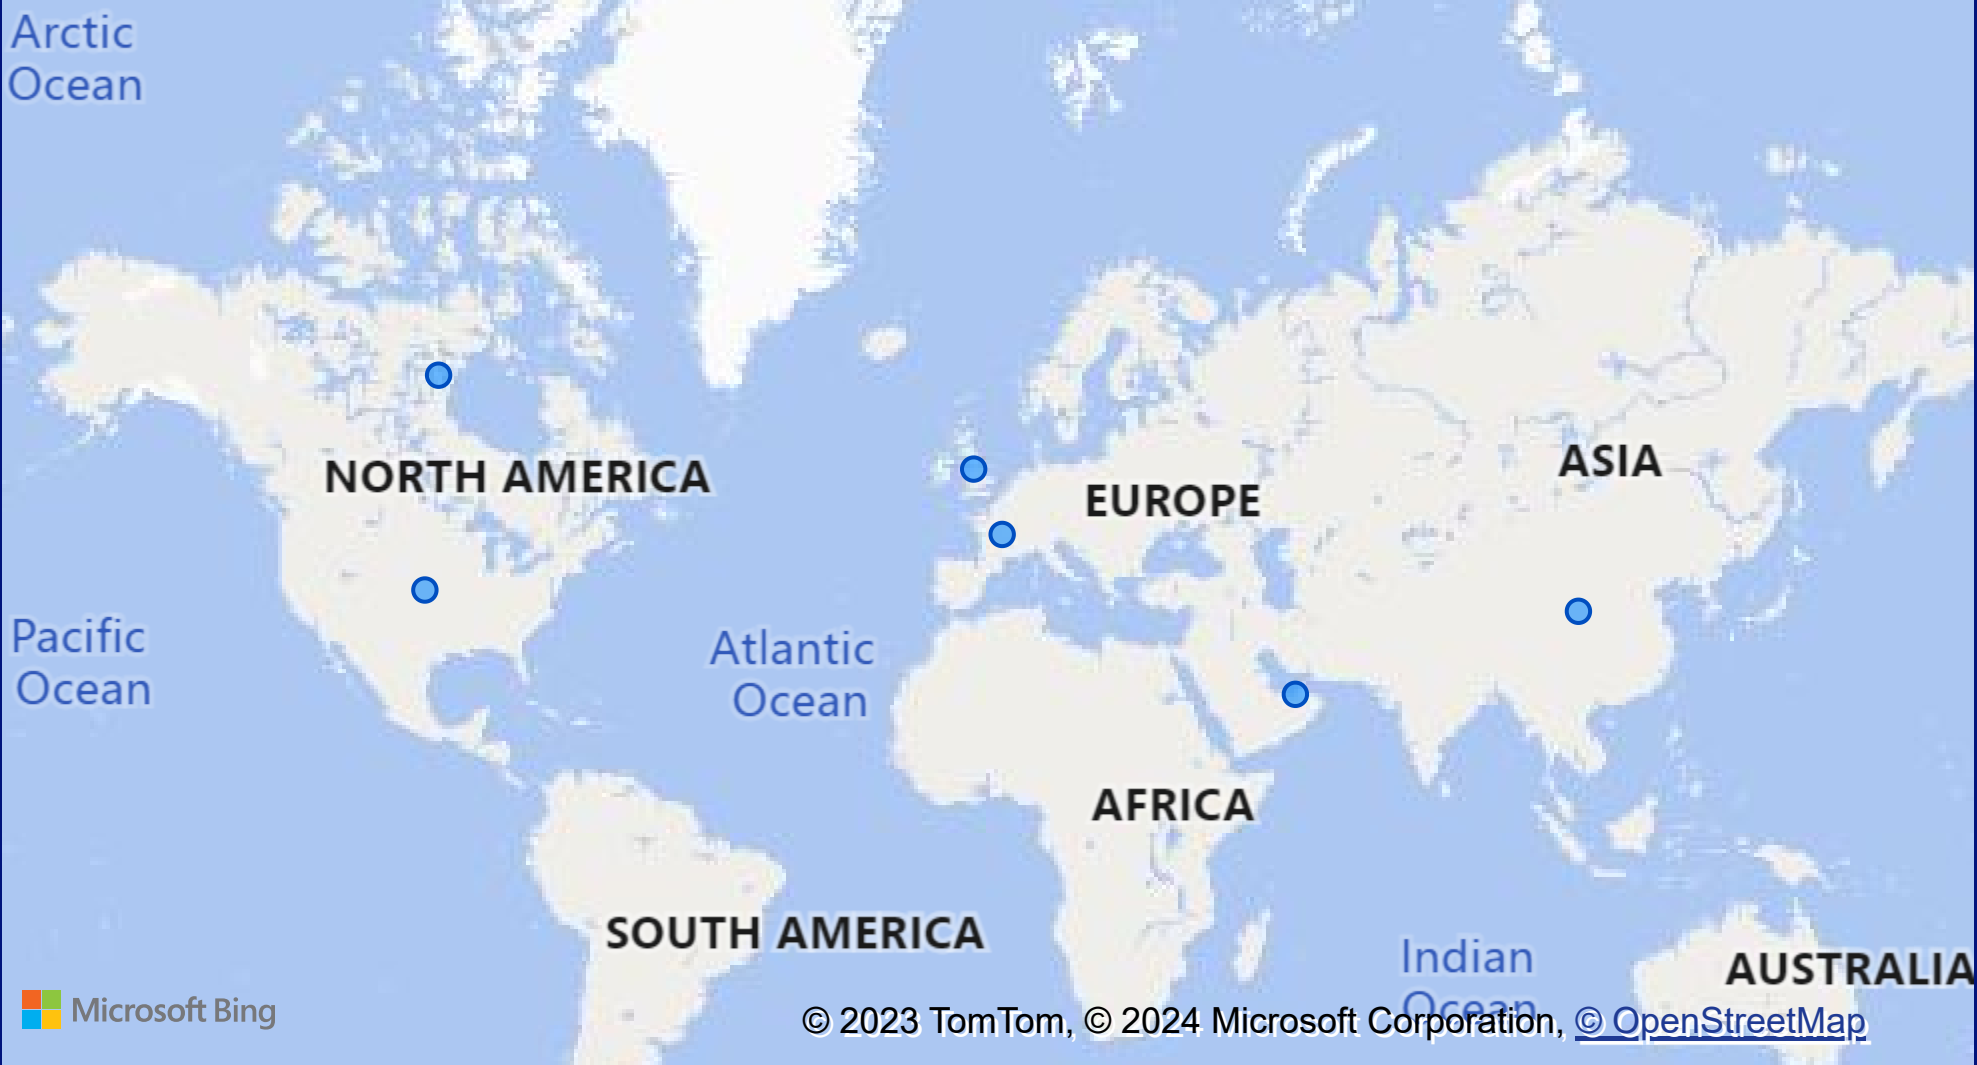 Arctic
Ocean
NORTH AMERICA
ASIA
EUROPE
Pacific
Ocean
Atlantic
Ocean
AFRICA
SOUTH AMERICA
Indian
Ocean
AUSTRALIA
Microsoft Bing
© 2023 TomTom, © 2024 Microsoft Corporation, © OpenStreetMap